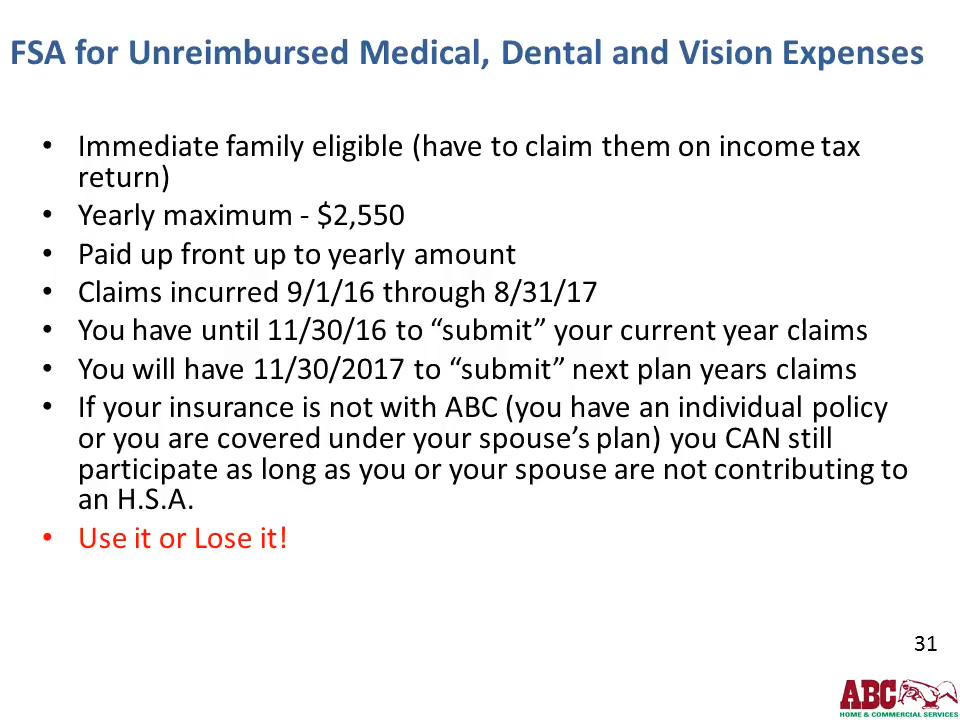 FSA for Unreimbursed Medical, Dental and Vision Expenses
• Immediate family eligible (have to claim them on income tax
return)
• Yearly maximum - $2,550
• Paid up front up to yearly amount
• Claims incurred 9/1/16 through 8/31/17
• You have until 11/30/16 to “submit” your current year claims
• You will have 11/30/2017 to “submit” next plan years claims
• If your insurance is not with ABC (you have an individual policy
or you are covered under your spouse’s plan) you CAN still
participate as long as you or your spouse are not contributing to
an H.S.A.
• Use it or Lose it!
31
ABC
HOME & COMMERCIAL SERVICES